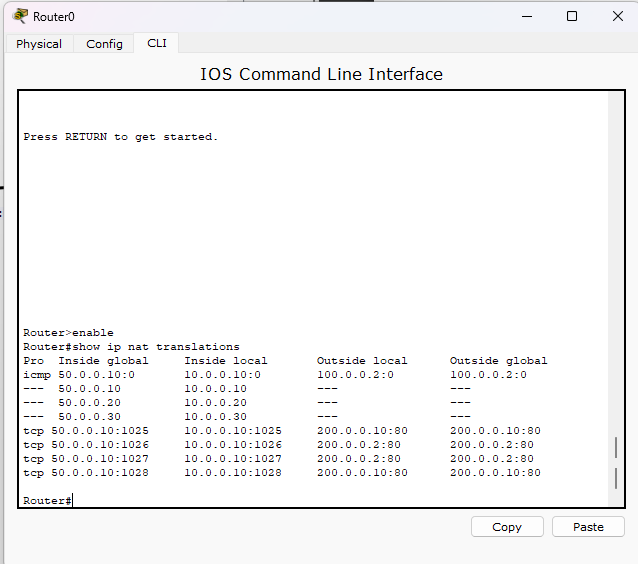 Router0
Physical Config CLI
IOS Command Line Interface
Press RETURN to get started.
Router>enable
Router#show ip nat translations
Pro  Inside global     Inside local       Outside local      Outside global
icmp 50.0.0.10:0       10.0.0.10:0        100.0.0.2:0        100.0.0.2:0
---  50.0.0.10         10.0.0.10          ---                ---
---  50.0.0.20         10.0.0.20          ---                ---
---  50.0.0.30         10.0.0.30          ---                ---
tcp 50.0.0.10:1025     10.0.0.10:1025     200.0.0.10:80      200.0.0.10:80
tcp 50.0.0.10:1026     10.0.0.10:1026     200.0.0.2:80       200.0.0.2:80
tcp 50.0.0.10:1027     10.0.0.10:1027     200.0.0.2:80       200.0.0.2:80
tcp 50.0.0.10:1028     10.0.0.10:1028     200.0.0.10:80      200.0.0.10:80
Router#
Copy Paste